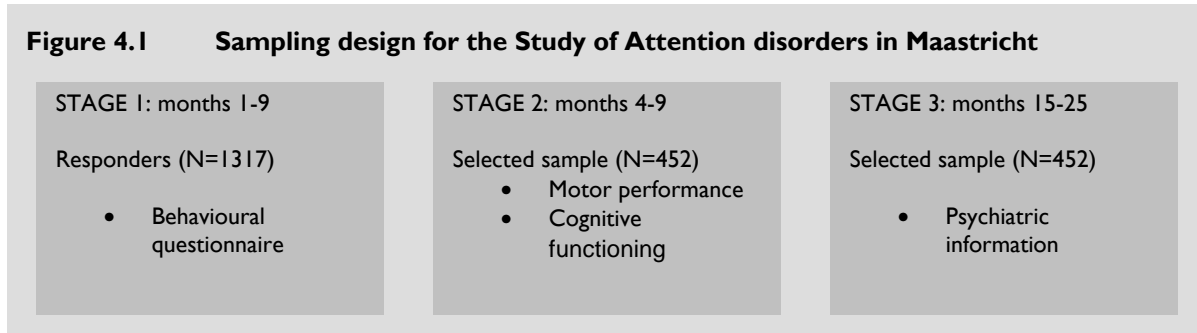 Figure 4.1 Sampling design for the Study of Attention disorders in Maastricht
STAGE 1: months 1-9
Responders (N=1317)
• Behavioural
questionnaire
STAGE 2: months 4-9
Selected sample (N=452)
• Motor performance
• Cognitive
functioning
STAGE 3: months 15-25
Selected sample (N=452)
• Psychiatric
information